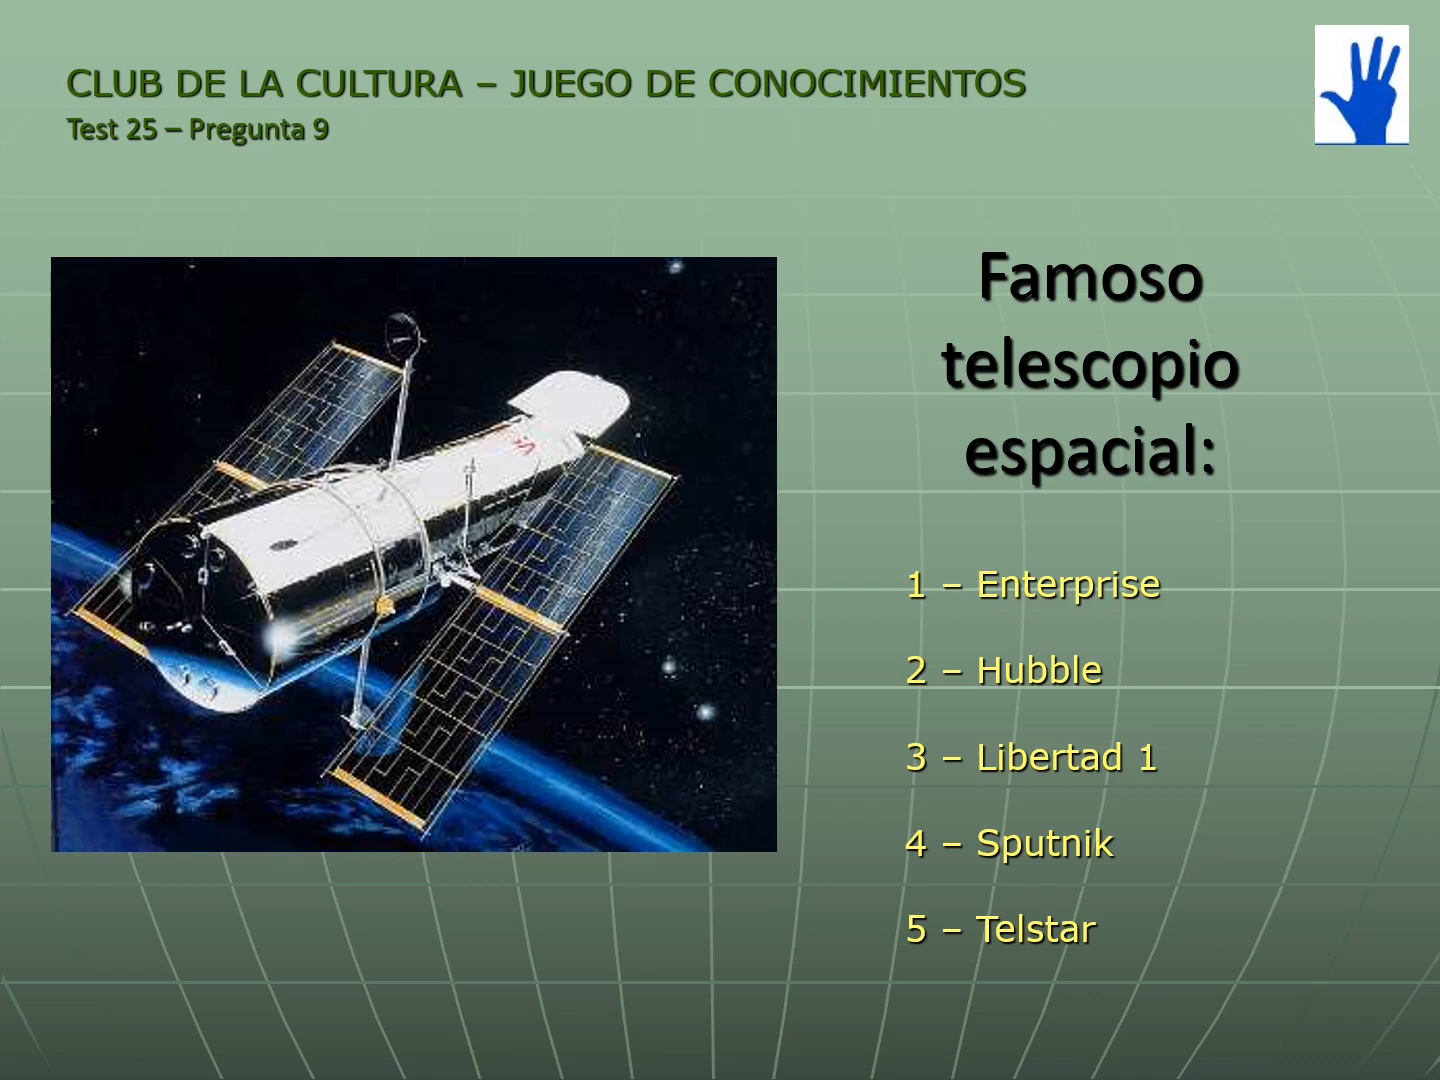 CLUB DE LA CULTURA – JUEGO DE CONOCIMIENTOS
Test 25 – Pregunta 9
Famoso
telescopio
espacial:
1 – Enterprise
2 – Hubble
3 – Libertad 1
4 – Sputnik
5 – Telstar